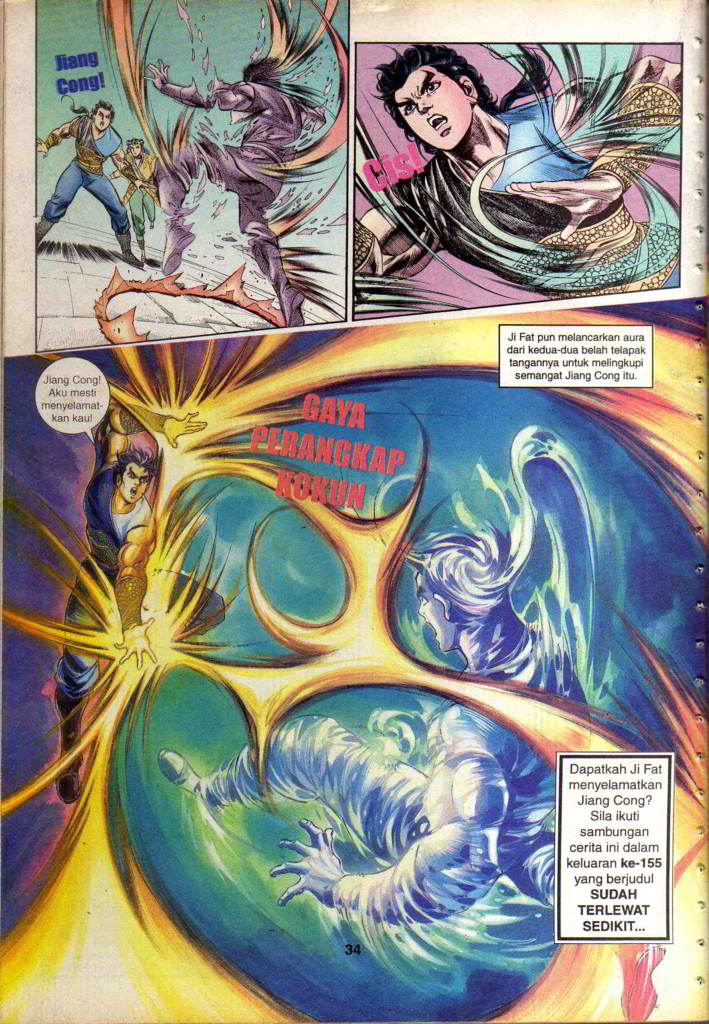 Jiang
Cong!
Cis!
Ji Fat pun melancarkan aura
dari kedua-dua belah telapak
tangannya untuk melingkupi
semangat Jiang Cong itu.
Jiang Cong!
Aku mesti
menyelamat-
kan kau!
GAYA
PERANGKAP
KOKUN
Dapatkah Ji Fat
menyelamatkan
Jiang Cong?
Sila ikuti
sambungan
cerita ini dalam
keluaran ke-155
yang berjudul
SUDAH
TERLEWAT
SEDIKIT...
34